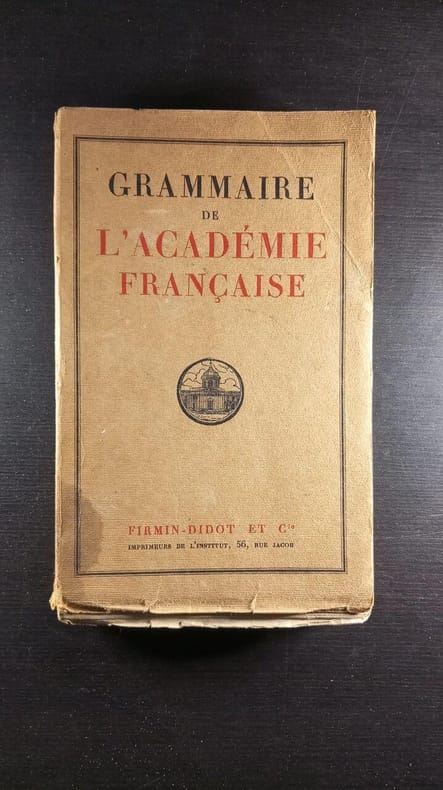 GRAMMAIRE
DE
L'ACADÉMIE
FRANÇAISE
FIRMIN-DIDOT ET Cie
IMPRIMEURS DE L'INSTITUT, 56, RUE JACOB